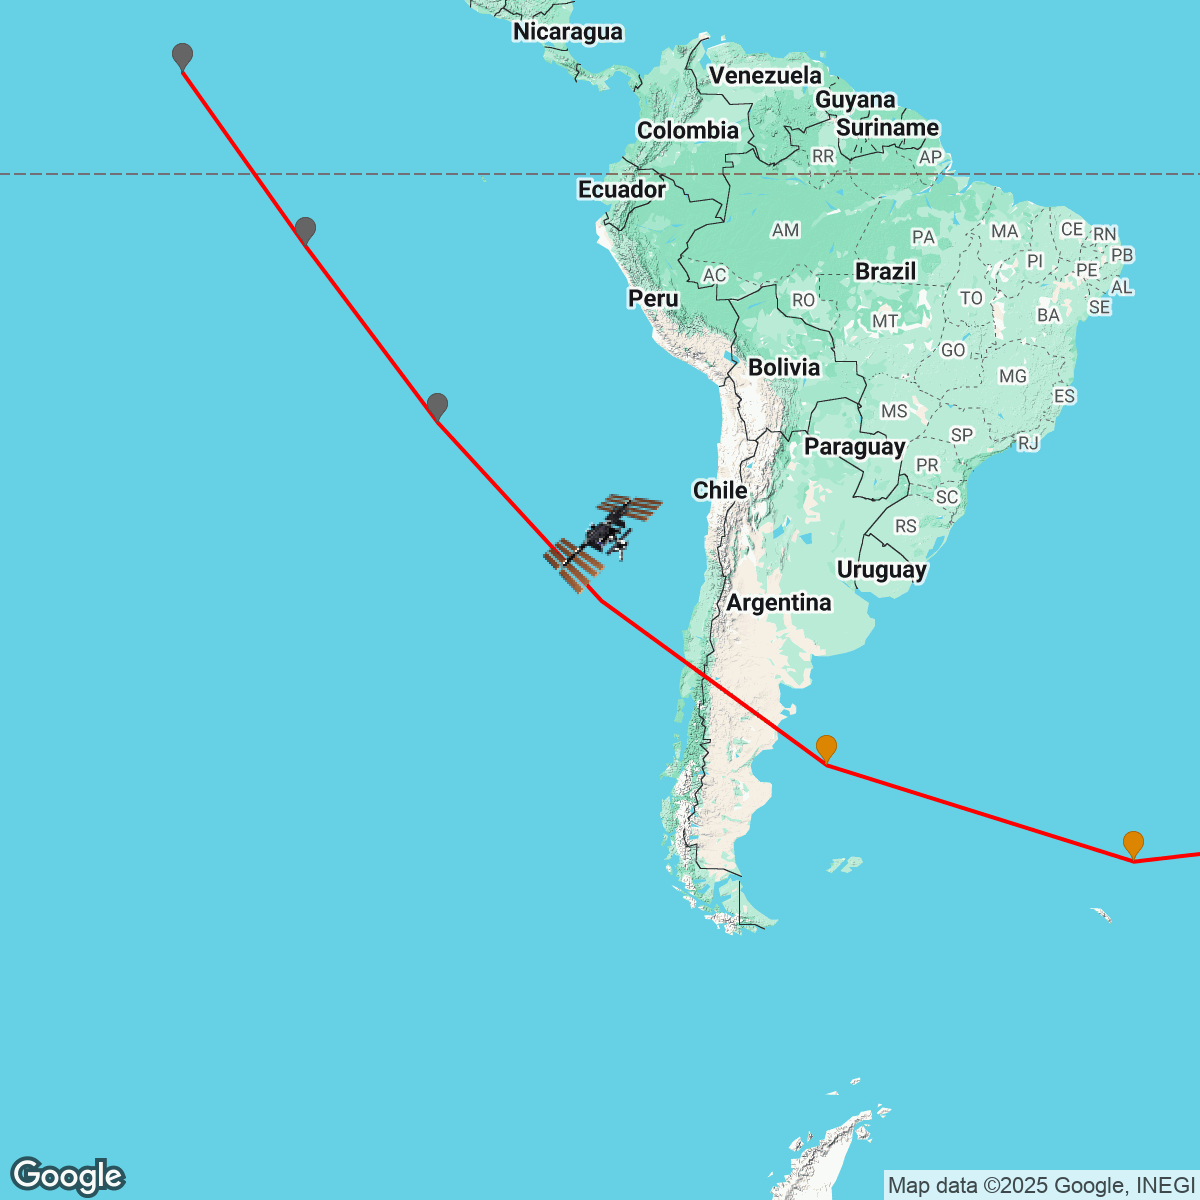 Nicaragua
Venezuela
Guyana
Colombia
Suriname
RR
AP
Ecuador
AM
PA
MA
CE
RN
PB
PI
PE
AC
Brazil
AL
Peru
RO
TO
SE
MT
BA
GO
Bolivia
MG
ES
MS
SP
RJ
Paraguay
PR
Chile
SC
RS
Uruguay
Argentina
Google
Map data ©2025 Google, INEGI